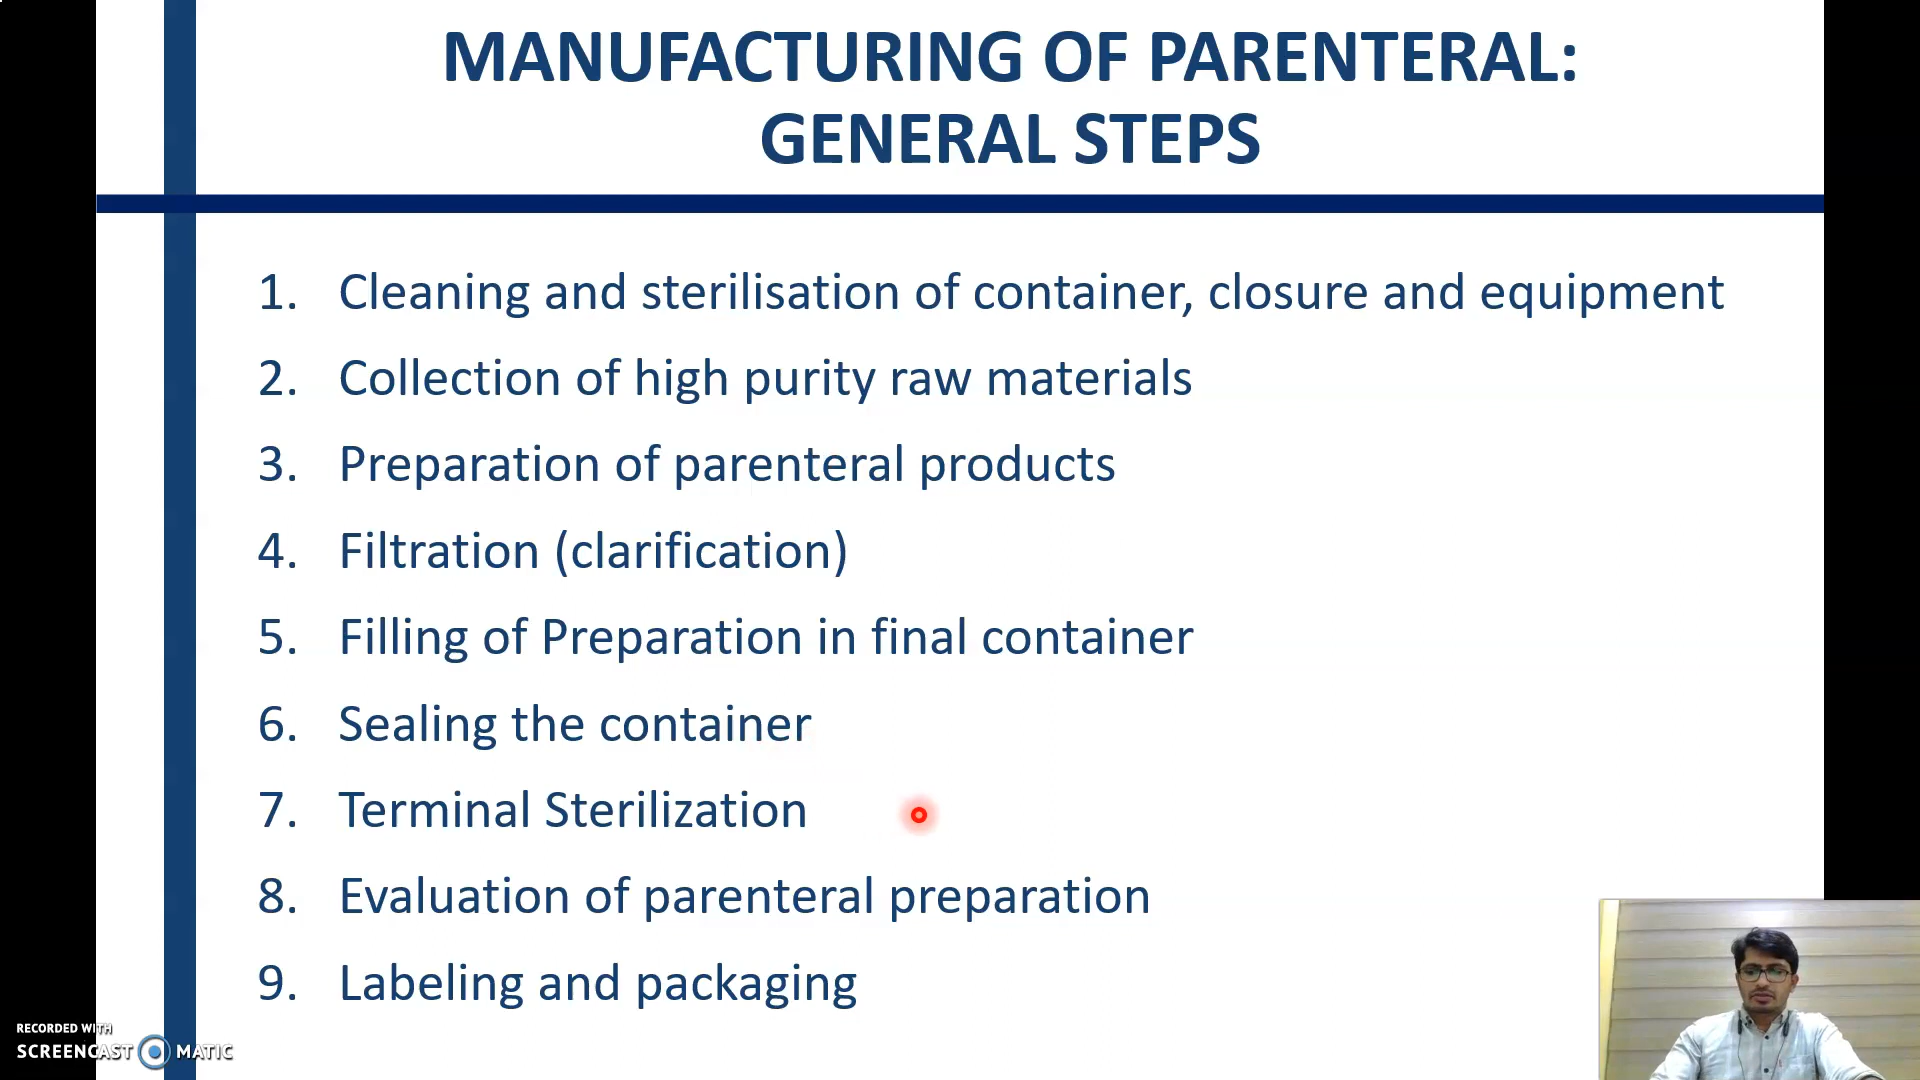 MANUFACTURING OF PARENTERAL:
GENERAL STEPS
1. Cleaning and sterilisation of container, closure and equipment
2. Collection of high purity raw materials
3. Preparation of parenteral products
4. Filtration (clarification)
5. Filling of Preparation in final container
6. Sealing the container
7. Terminal Sterilization
8. Evaluation of parenteral preparation
9. Labeling and packaging
RECORDED WITH
SCREENCAST MATIC